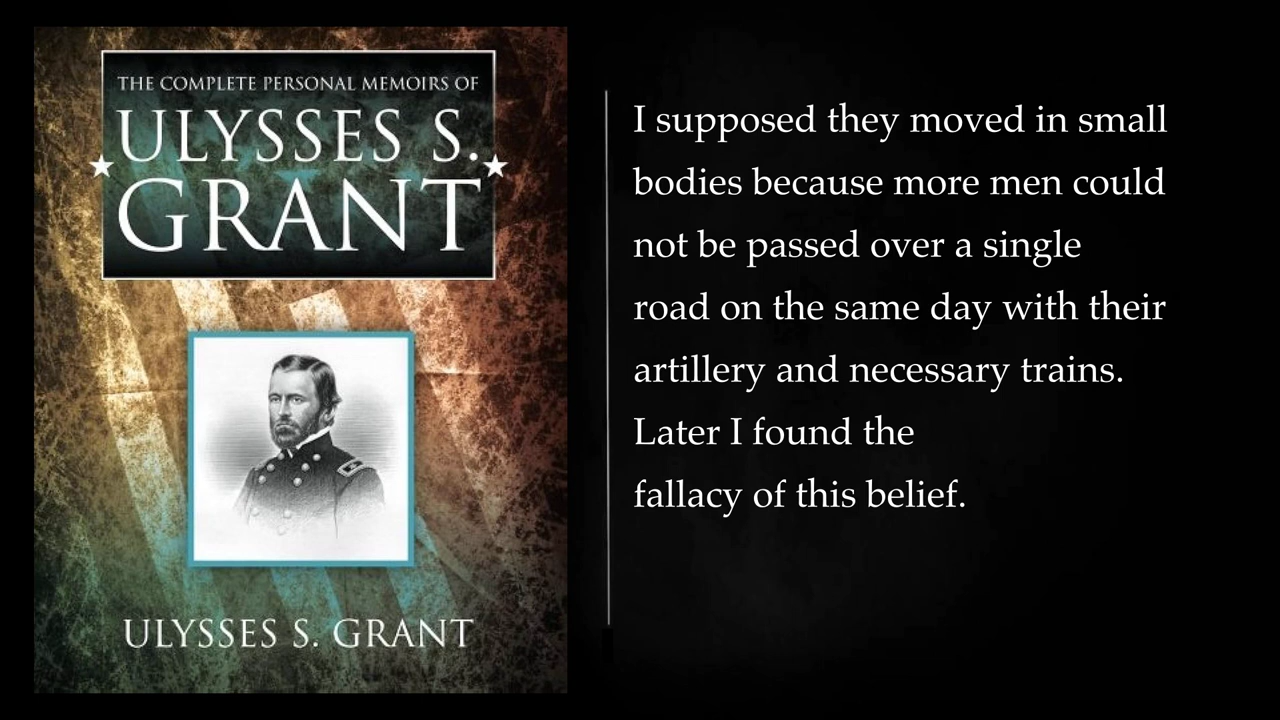 THE COMPLETE PERSONAL MEMOIRS OF
ULYSSES S.
GRANT
ULYSSES S. GRANT
I supposed they moved in small
bodies because more men could
not be passed over a single
road on the same day with their
artillery and necessary trains.
Later I found the
fallacy of this belief.